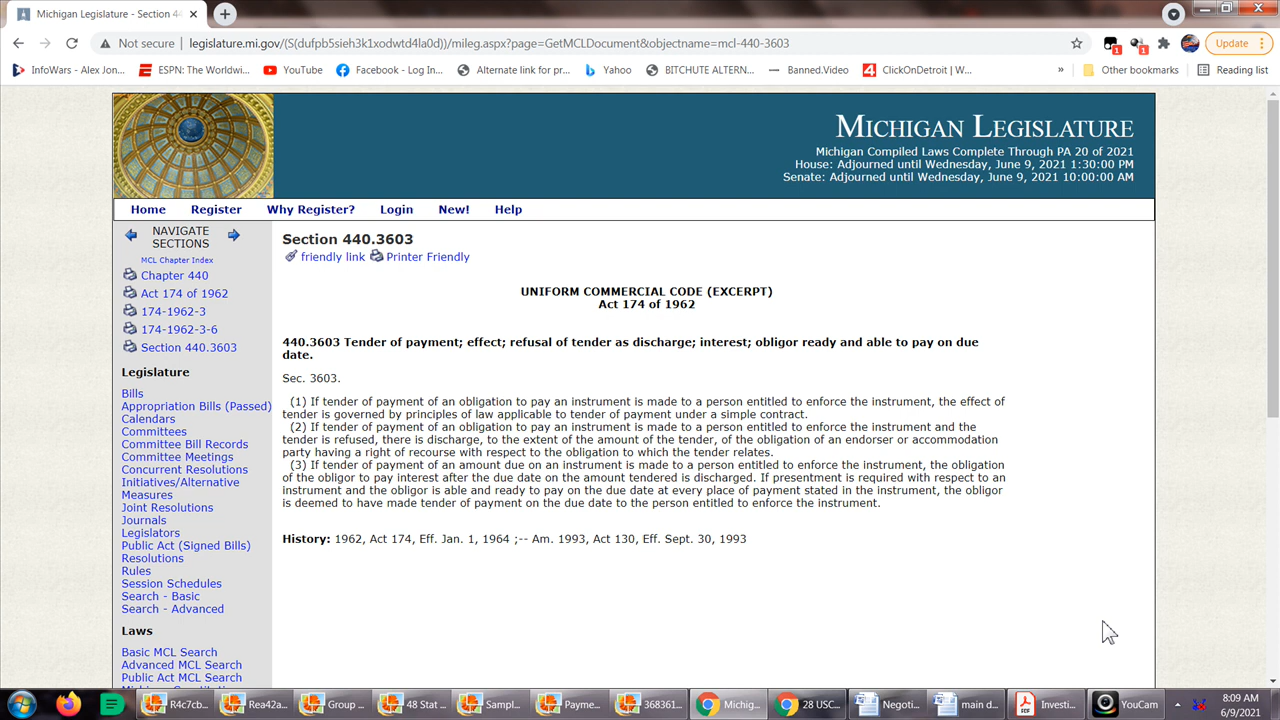 Michigan Legislature - Section 44
Not secure | legislature.mi.gov/(S(dufpb5sieh3k1xodwtdqla0d))/mileg.aspx?page=GetMCLDocument&objectname=mcl-440-3603
Update
InfoWars - Alex Jon... ESPN: The Worldwi... YouTube Facebook - Log In... Alternate link for pr... Yahoo BITCHUTE ALTERN... Banned.Video ClickOnDetroit | W... » Other bookmarks Reading list
MICHIGAN LEGISLATURE
Michigan Compiled Laws Complete Through PA 20 of 2021
House: Adjourned until Wednesday, June 9, 2021 1:30:00 PM
Senate: Adjourned until Wednesday, June 9, 2021 10:00:00 AM
Home Register Why Register? Login New! Help
NAVIGATE
SECTIONS
MCL Chapter Index
Chapter 440
Act 174 of 1962
174-1962-3
174-1962-3-6
Section 440.3603
Legislature
Bills
Appropriation Bills (Passed)
Calendars
Committees
Committee Bill Records
Committee Meetings
Concurrent Resolutions
Initiatives/Alternative
Measures
Joint Resolutions
Journals
Legislators
Public Act (Signed Bills)
Resolutions
Rules
Session Schedules
Search - Basic
Search - Advanced
Laws
Basic MCL Search
Advanced MCL Search
Public Act MCL Search
Section 440.3603
friendly link Printer Friendly
UNIFORM COMMERCIAL CODE (EXCERPT)
Act 174 of 1962
440.3603 Tender of payment; effect; refusal of tender as discharge; interest; obligor ready and able to pay on due
date.
Sec. 3603.
(1) If tender of payment of an obligation to pay an instrument is made to a person entitled to enforce the instrument, the effect of
tender is governed by principles of law applicable to tender of payment under a simple contract.
(2) If tender of payment of an obligation to pay an instrument is made to a person entitled to enforce the instrument and the
tender is refused, there is discharge, to the extent of the amount of the tender, of the obligation of an endorser or accommodation
party having a right of recourse with respect to the obligation to which the tender relates.
(3) If tender of payment of an amount due on an instrument is made to a person entitled to enforce the instrument, the obligation
of the obligor to pay interest after the due date on the amount tendered is discharged. If presentment is required with respect to an
instrument and the obligor is able and ready to pay on the due date at every place of payment stated in the instrument, the obligor
is deemed to have made tender of payment on the due date to the person entitled to enforce the instrument.
History: 1962, Act 174, Eff. Jan. 1, 1964 ;-- Am. 1993, Act 130, Eff. Sept. 30, 1993
R4c7cb... Rea42a... Group ... 48 Stat ... Sampl... Payme... 368361... Michig... 28 USC... Negoti... main d... Investi... YouCam
8:09 AM
6/9/2021